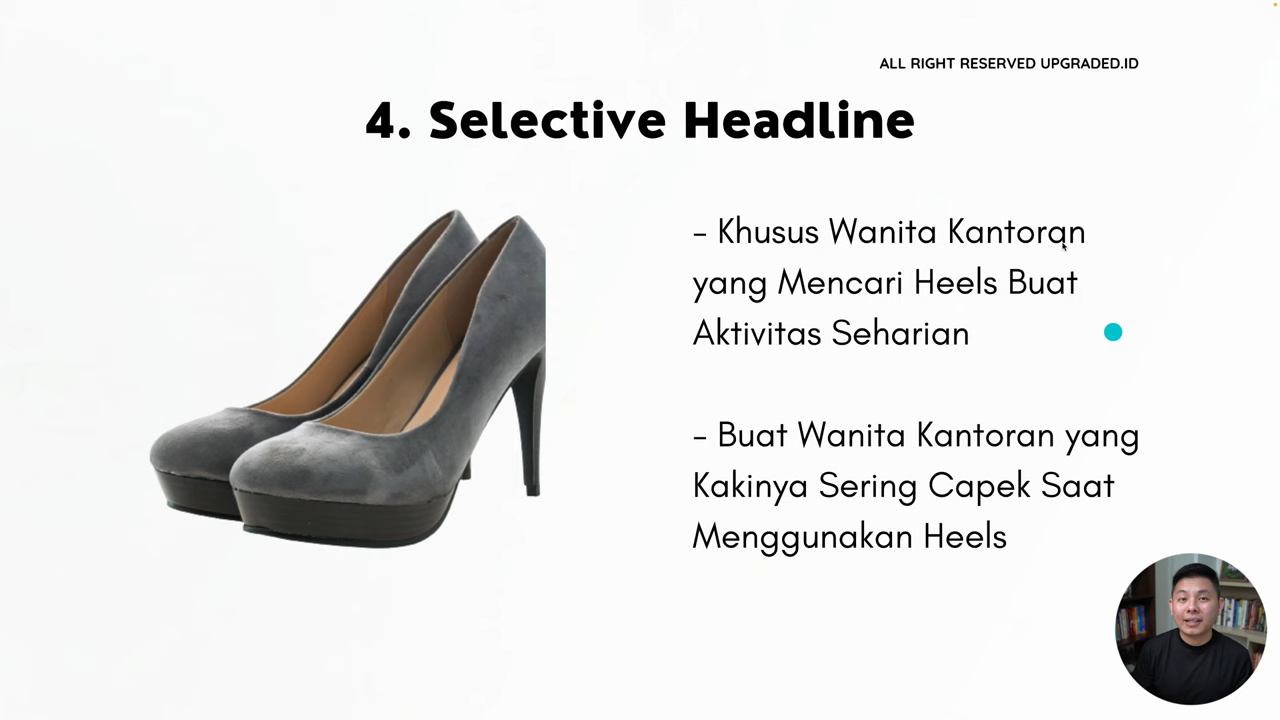 ALL RIGHT RESERVED UPGRADED.ID
4. Selective Headline
- Khusus Wanita Kantoran
yang Mencari Heels Buat
Aktivitas Seharian
- Buat Wanita Kantoran yang
Kakinya Sering Capek Saat
Menggunakan Heels